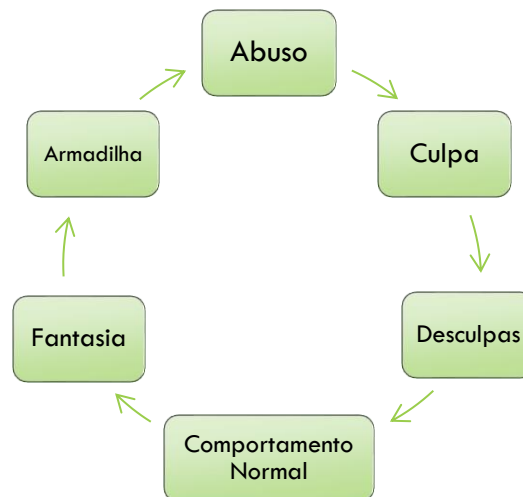 Abuso
Culpa
Desculpas
Comportamento
Normal
Fantasia
Armadilha